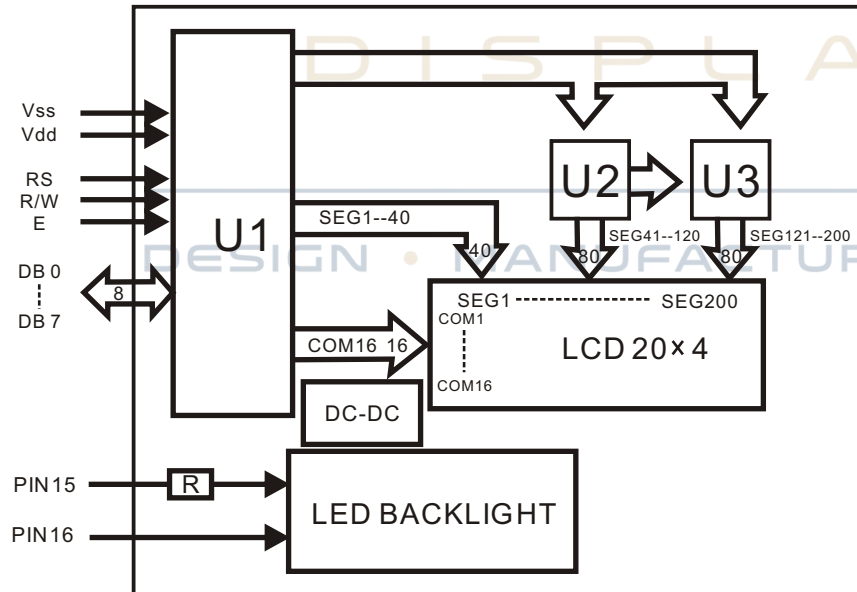 DISPLA
Vss
Vdd
RS
R/W
E
DB 0
DB 7
8
U1
U2
U3
SEG1--40
40
SEG41--120
80
SEG121--200
80
DESIGN • MANUFACTUR
SEG1
SEG200
COM1
COM16
LCD 20×4
COM16 16
DC-DC
PIN15
R
PIN16
LED BACKLIGHT